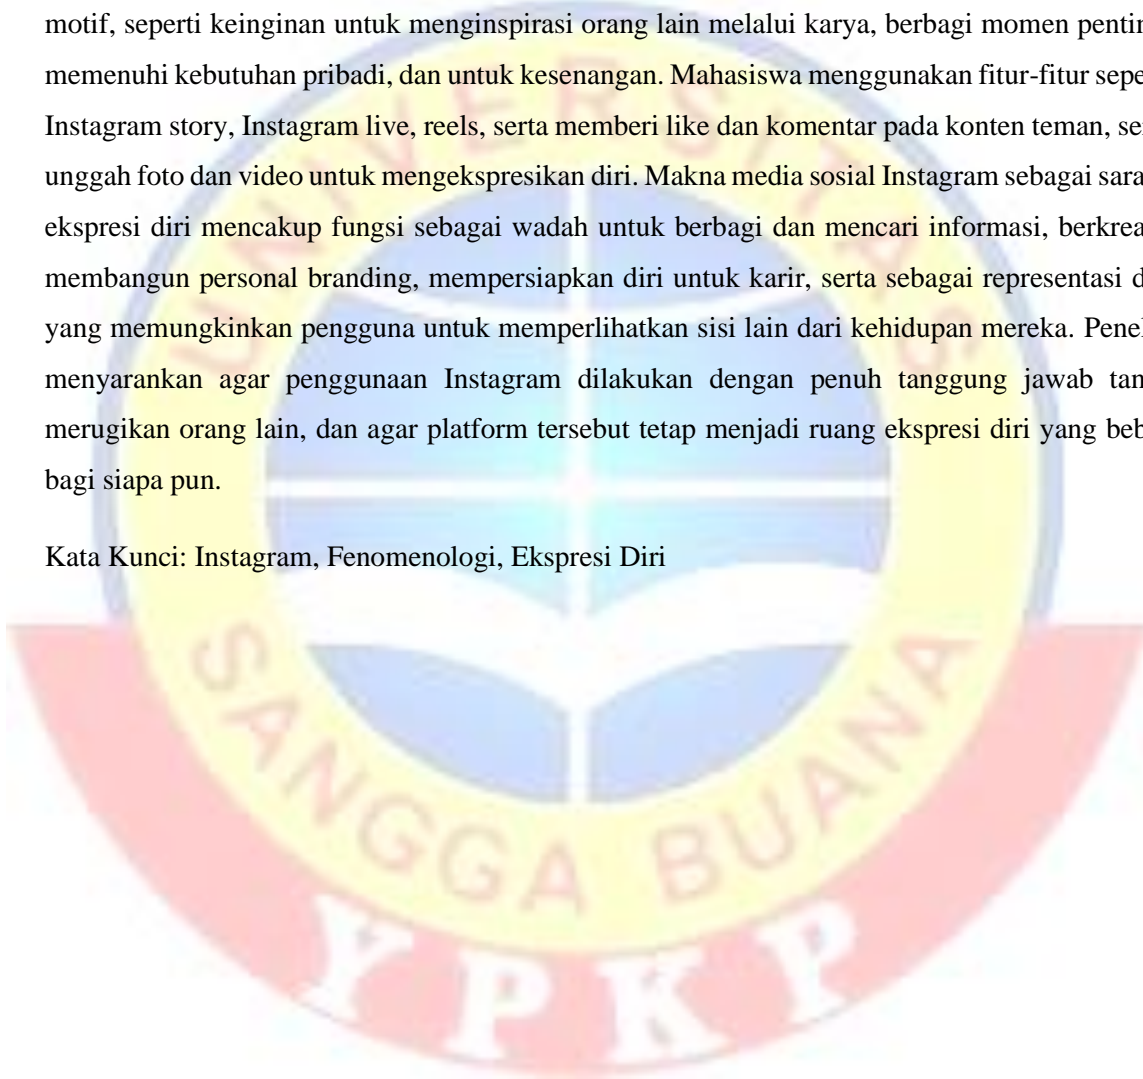 motif, seperti keinginan untuk menginspirasi orang lain melalui karya, berbagi momen pentin
memenuhi kebutuhan pribadi, dan untuk kesenangan. Mahasiswa menggunakan fitur-fitur sepe
Instagram story, Instagram live, reels, serta memberi like dan komentar pada konten teman, se
unggah foto dan video untuk mengekspresikan diri. Makna media sosial Instagram sebagai sara
ekspresi diri mencakup fungsi sebagai wadah untuk berbagi dan mencari informasi, berkrea
membangun personal branding, mempersiapkan diri untuk karir, serta sebagai representasi d
yang memungkinkan pengguna untuk memperlihatkan sisi lain dari kehidupan mereka. Penel
menyarankan agar penggunaan Instagram dilakukan dengan penuh tanggung jawab tan
merugikan orang lain, dan agar platform tersebut tetap menjadi ruang ekspresi diri yang beb
bagi siapa pun.
Kata Kunci: Instagram, Fenomenologi, Ekspresi Diri
UNIVERSITAS
SANGGA BUANA
YPKP